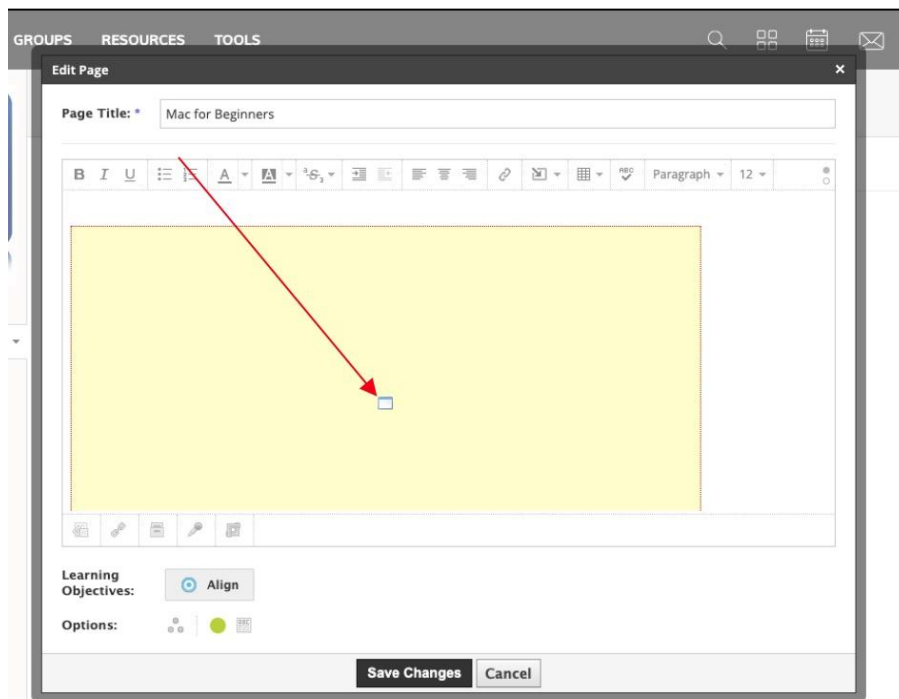 GROUPS RESOURCES TOOLS
Edit Page ×
Page Title: * Mac for Beginners
B I U A A ABC Paragraph 12
Learning
Objectives: Align
Options:
Save Changes Cancel